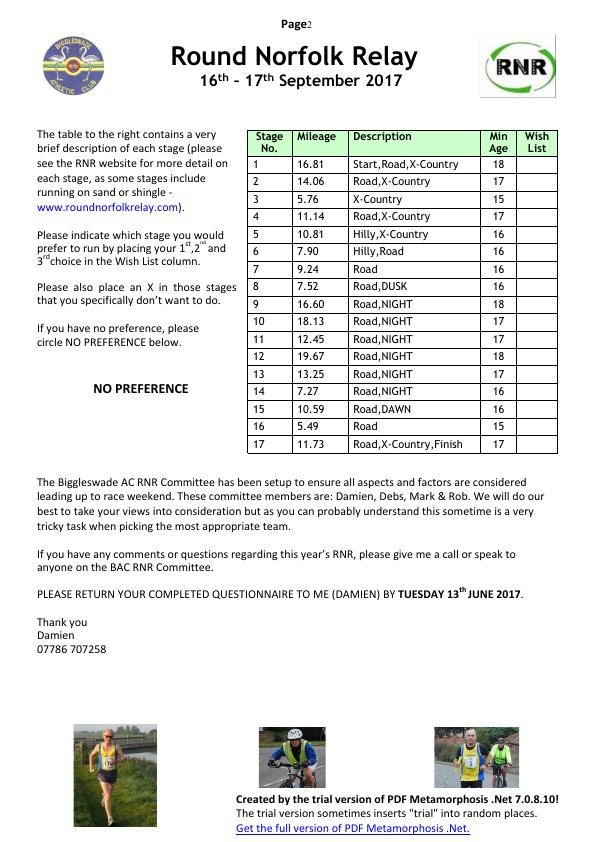 Page2
BIGGLESWADE
ATHLETIC CLUB
Round Norfolk Relay
16th – 17th September 2017
RNR
The table to the right contains a very
brief description of each stage (please
see the RNR website for more detail on
each stage, as some stages include
running on sand or shingle -
www.roundnorfolkrelay.com).
Please indicate which stage you would
prefer to run by placing your 1st,2nd and
3rdchoice in the Wish List column.
Please also place an X in those stages
that you specifically don't want to do.
If you have no preference, please
circle NO PREFERENCE below.
NO PREFERENCE
Stage No. Mileage Description Min Age Wish List
1 16.81 Start,Road,X-Country 18
2 14.06 Road,X-Country 17
3 5.76 X-Country 15
4 11.14 Road,X-Country 17
5 10.81 Hilly,X-Country 16
6 7.90 Hilly,Road 16
7 9.24 Road 16
8 7.52 Road,DUSK 16
9 16.60 Road,NIGHT 18
10 18.13 Road,NIGHT 17
11 12.45 Road,NIGHT 17
12 19.67 Road,NIGHT 18
13 13.25 Road,NIGHT 17
14 7.27 Road,NIGHT 16
15 10.59 Road,DAWN 16
16 5.49 Road 15
17 11.73 Road,X-Country,Finish 17
The Biggleswade AC RNR Committee has been setup to ensure all aspects and factors are considered
leading up to race weekend. These committee members are: Damien, Debs, Mark & Rob. We will do our
best to take your views into consideration but as you can probably understand this sometime is a very
tricky task when picking the most appropriate team.
If you have any comments or questions regarding this year's RNR, please give me a call or speak to
anyone on the BAC RNR Committee.
PLEASE RETURN YOUR COMPLETED QUESTIONNAIRE TO ME (DAMIEN) BY TUESDAY 13th JUNE 2017.
Thank you
Damien
07786 707258
Created by the trial version of PDF Metamorphosis .Net 7.0.8.10!
The trial version sometimes inserts "trial" into random places.
Get the full version of PDF Metamorphosis .Net.